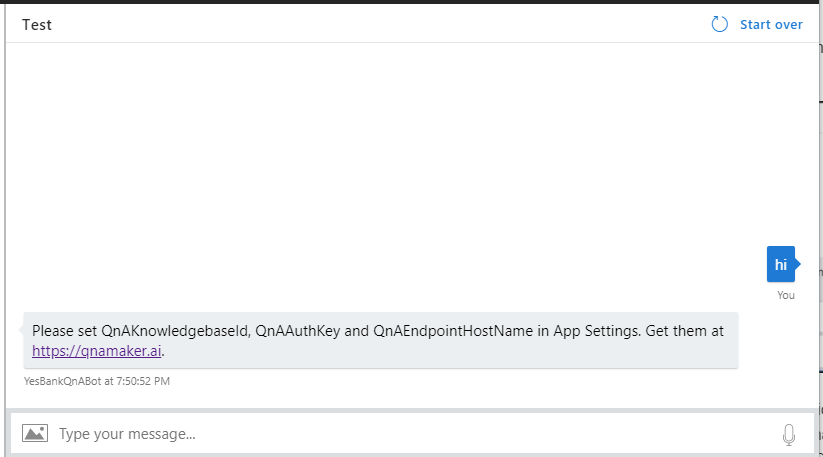 Test
Start over
hi
You
Please set QnAKnowledgebaseId, QnAAuthKey and QnAEndpointHostName in App Settings. Get them at
https://qnamaker.ai.
YesBankQnABot at 7:50:52 PM
Type your message...